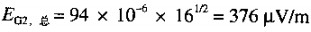 E_{G2, 总} = 94 × 10^{-6} × 16^{1/2} = 376 μV/m